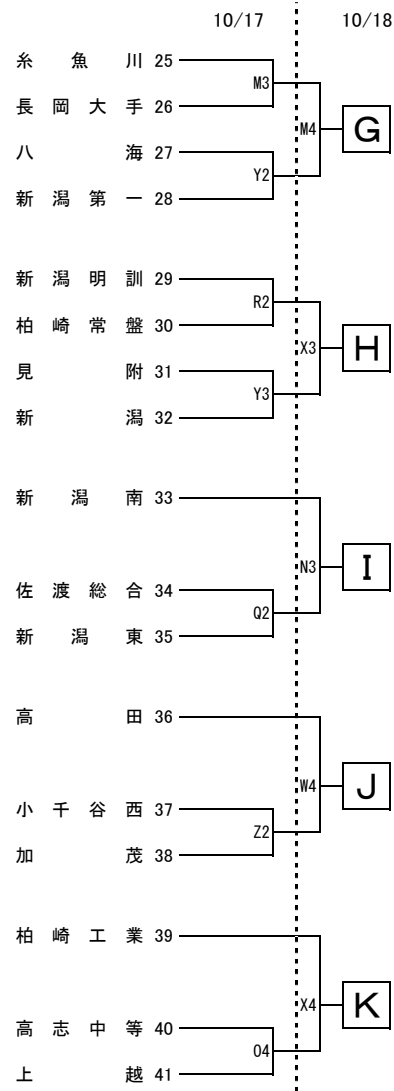 10/17 10/18
糸魚川 25
M3
長岡大手 26
M4 G
八海 27
Y2
新潟第一 28
新潟明訓 29
R2
柏崎常盤 30
X3 H
見附 31
Y3
新潟 32
新潟南 33
N3 I
佐渡総合 34
Q2
新潟東 35
高田 36
W4 J
小千谷西 37
Z2
加茂 38
柏崎工業 39
X4 K
高志中等 40
O4
上越 41